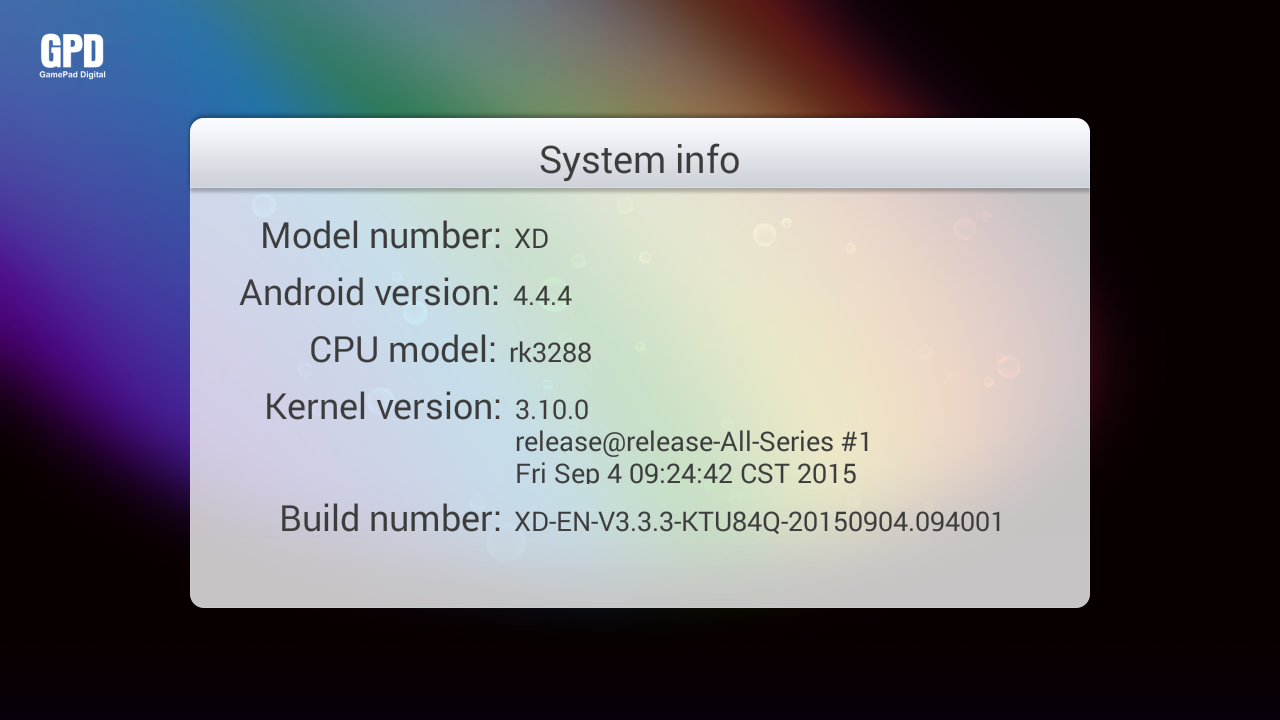 GPD
GamePad Digital
System info
Model number: XD
Android version: 4.4.4
CPU model: rk3288
Kernel version: 3.10.0
release@release-All-Series #1
Fri Sep 4 09:24:42 CST 2015
Build number: XD-EN-V3.3.3-KTU84Q-20150904.094001